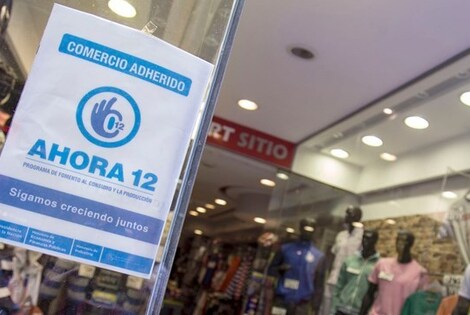 COMERCIO ADHERIDO
12
AHORA 12
PROGRAMA DE FOMENTO AL CONSUMO Y LA PRODUCCIÓN
Sigamos creciendo juntos
RT SITIO